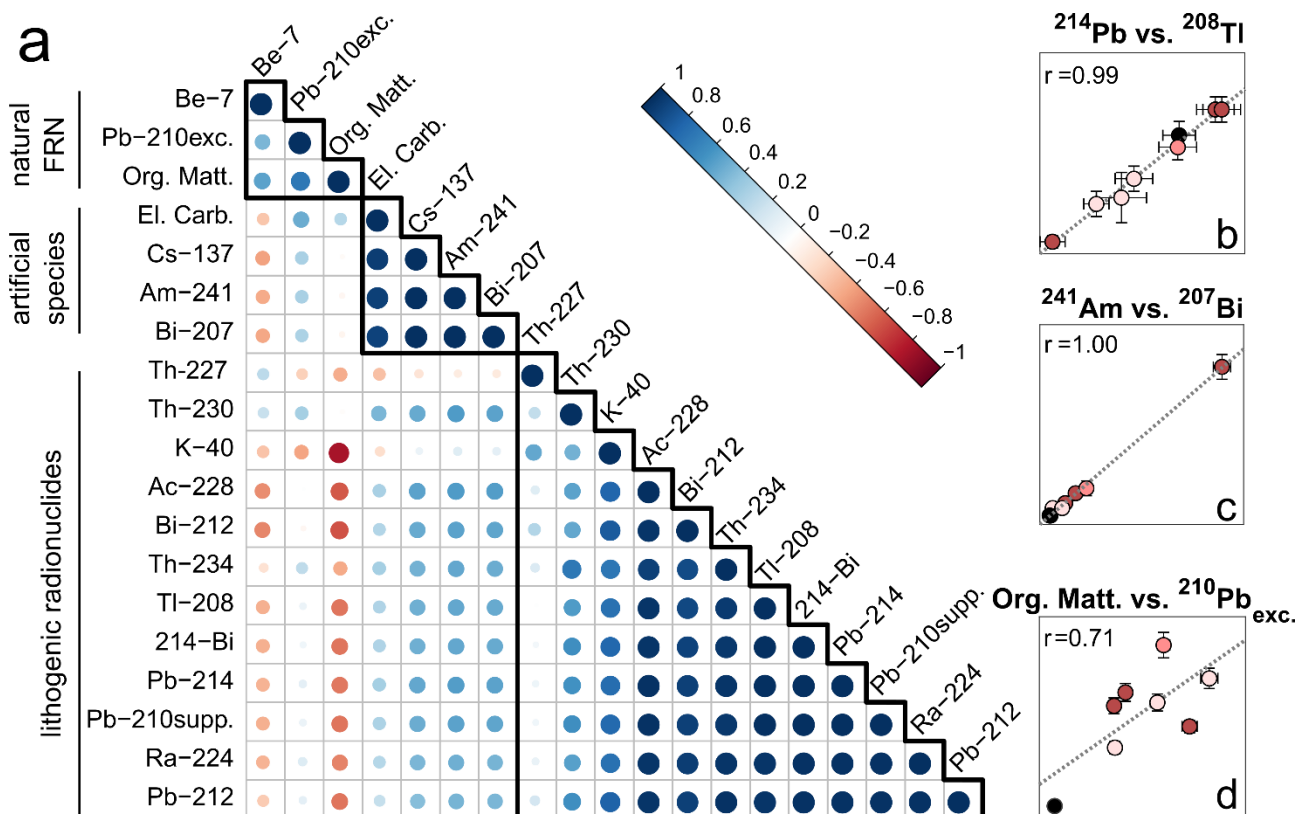 a
Be-7
Pb-210exc.
Org. Matt.
El. Carb.
Cs-137
Am-241
Bi-207
Th-227
Th-230
K-40
Ac-228
Bi-212
Th-234
Tl-208
214-Bi
Pb-214
Pb-210supp.
Ra-224
Pb-212
natural
FRN
artificial
species
lithogenic radionuclides
Be-7
Pb-210exc.
Org. Matt.
El. Carb.
Cs-137
Am-241
Bi-207
Th-227
Th-230
K-40
Ac-228
Bi-212
Th-234
Tl-208
214-Bi
Pb-214
Pb-210supp.
Ra-224
Pb-212
1
0.8
0.6
0.4
0.2
0
−0.2
−0.4
−0.6
−0.8
−1
²¹⁴Pb vs. ²⁰⁸Tl
r =0.99
b
²⁴¹Am vs. ²⁰⁷Bi
r =1.00
c
Org. Matt. vs. ²¹⁰Pb exc.
r=0.71
d